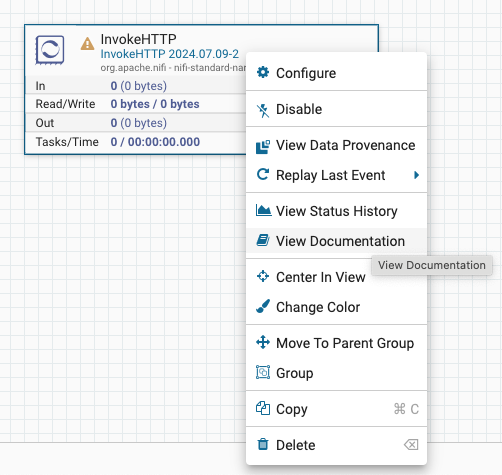 InvokeHTTP
InvokeHTTP 2024.07.09-2
org.apache.nifi - nifi-standard-nar
In 0 (0 bytes)
Read/Write 0 bytes / 0 bytes
Out 0 (0 bytes)
Tasks/Time 0 / 00:00:00.000
Configure
Disable
View Data Provenance
Replay Last Event
View Status History
View Documentation
View Documentation
Center In View
Change Color
Move To Parent Group
Group
Copy ⌘ C
Delete ⌫